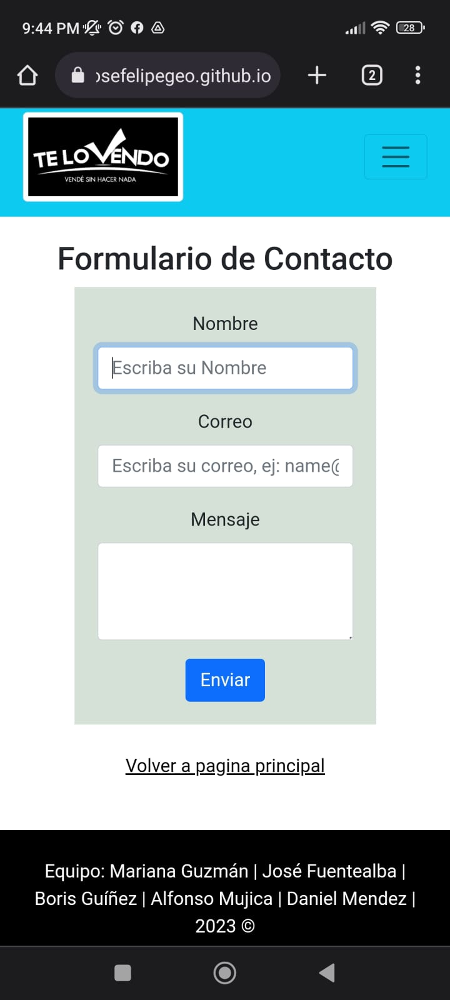 9:44 PM
28
osefelipegeo.github.io
2
TE LO VENDO
VENDÉ SIN HACER NADA
Formulario de Contacto
Nombre
Escriba su Nombre
Correo
Escriba su correo, ej: name@
Mensaje
Enviar
Volver a pagina principal
Equipo: Mariana Guzmán | José Fuentealba |
Boris Guíñez | Alfonso Mujica | Daniel Mendez |
2023 ©